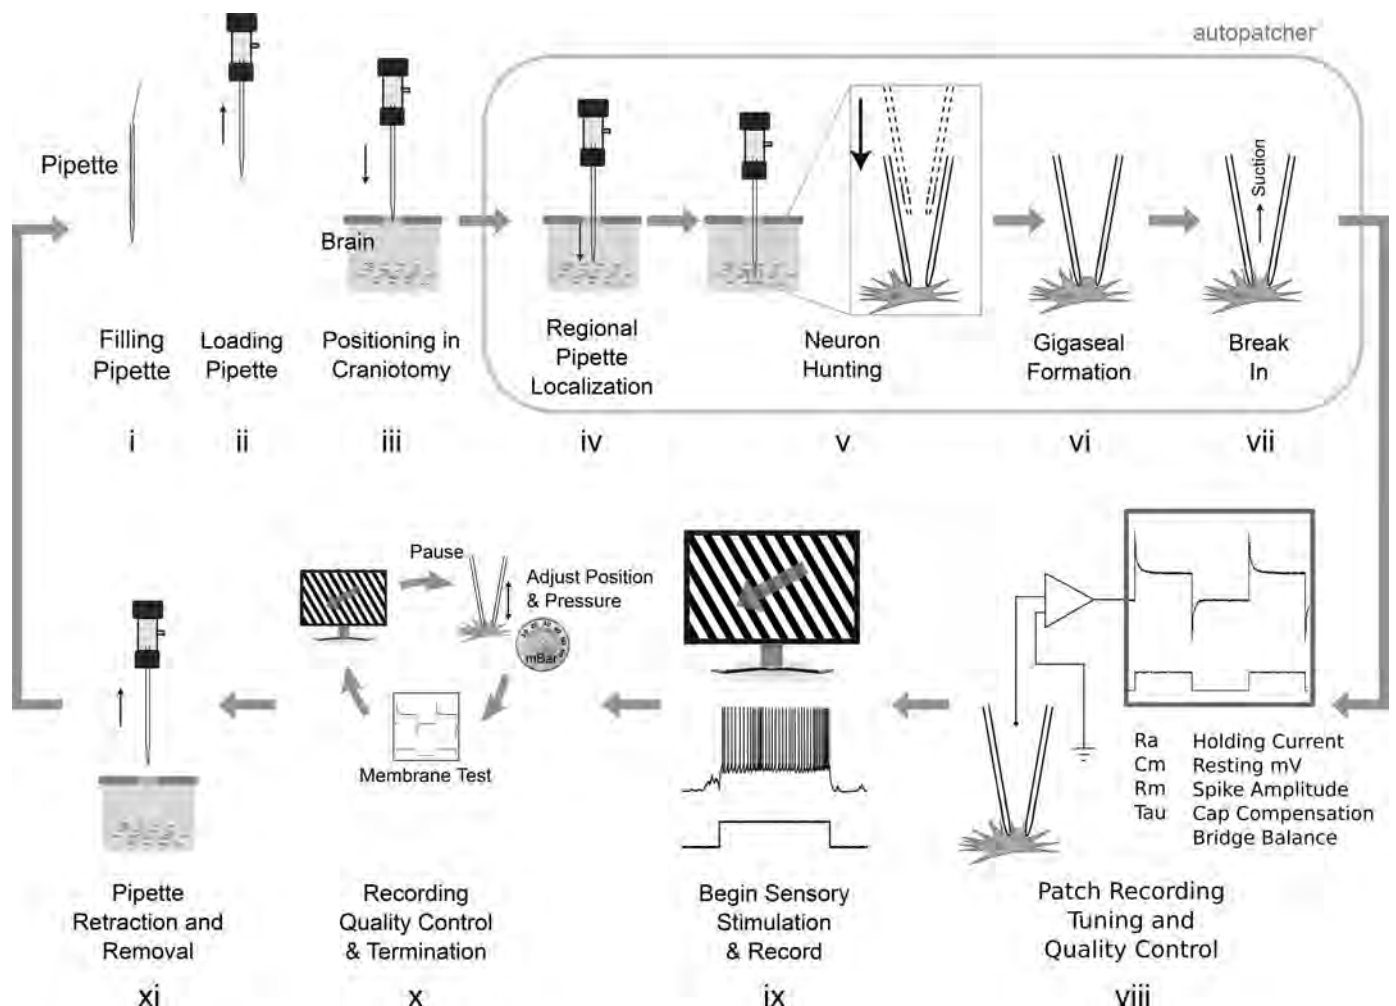 autopatcher
Pipette
Brain
Suction
Filling
Pipette
Loading
Pipette
Positioning in
Craniotomy
Regional
Pipette
Localization
Neuron
Hunting
Gigaseal
Formation
Break
In
i
ii
iii
iv
v
vi
vii
Pause
Adjust Position
& Pressure
mBar
Membrane Test
Ra Holding Current
Cm Resting mV
Rm Spike Amplitude
Tau Cap Compensation
Bridge Balance
Pipette
Retraction and
Removal
Recording
Quality Control
& Termination
Begin Sensory
Stimulation
& Record
Patch Recording
Tuning and
Quality Control
xi
x
ix
viii